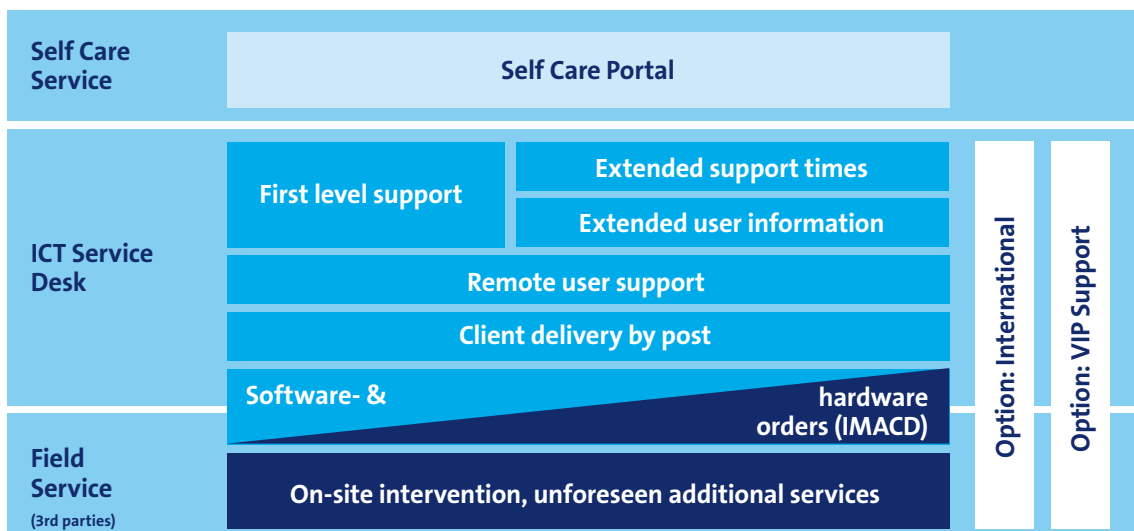 Self Care
Service
Self Care Portal
ICT Service
Desk
First level support
Extended support times
Extended user information
Remote user support
Client delivery by post
Software- &
hardware
orders (IMACD)
Field
Service
(3rd parties)
On-site intervention, unforeseen additional services
Option: International
Option: VIP Support